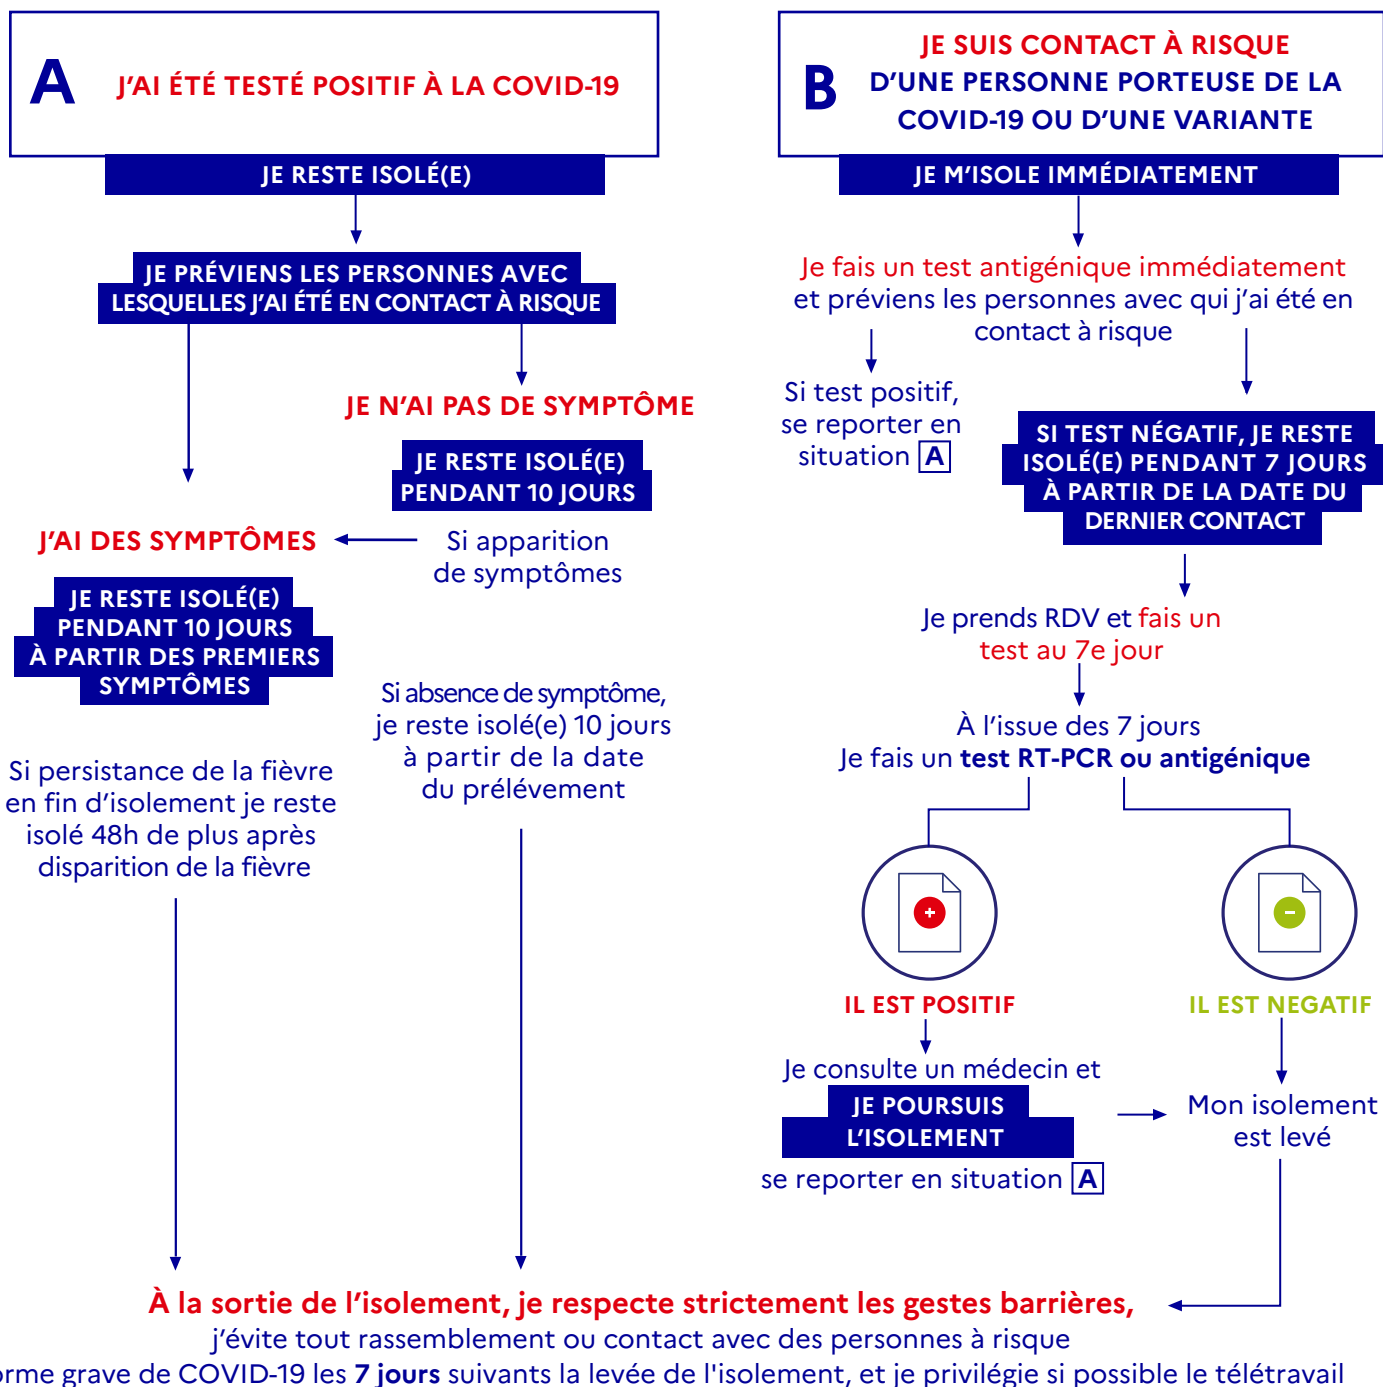 A
J'AI ÉTÉ TESTÉ POSITIF À LA COVID-19
JE RESTE ISOLÉ(E)
JE PRÉVIENS LES PERSONNES AVEC
LESQUELLES J'AI ÉTÉ EN CONTACT À RISQUE
JE N'AI PAS DE SYMPTÔME
JE RESTE ISOLÉ(E)
PENDANT 10 JOURS
Si apparition
de symptômes
J'AI DES SYMPTÔMES
JE RESTE ISOLÉ(E)
PENDANT 10 JOURS
À PARTIR DES PREMIERS
SYMPTÔMES
Si absence de symptôme,
je reste isolé(e) 10 jours
à partir de la date
du prélévement
Si persistance de la fièvre
en fin d'isolement je reste
isolé 48h de plus après
disparition de la fièvre
B
JE SUIS CONTACT À RISQUE
D'UNE PERSONNE PORTEUSE DE LA
COVID-19 OU D'UNE VARIANTE
JE M'ISOLE IMMÉDIATEMENT
Je fais un test antigénique immédiatement
et préviens les personnes avec qui j'ai été en
contact à risque
Si test positif,
se reporter en
situation A
SI TEST NÉGATIF, JE RESTE
ISOLÉ(E) PENDANT 7 JOURS
À PARTIR DE LA DATE DU
DERNIER CONTACT
Je prends RDV et fais un
test au 7e jour
À l'issue des 7 jours
Je fais un test RT-PCR ou antigénique
+
IL EST POSITIF
Je consulte un médecin et
JE POURSUIS
L'ISOLEMENT
se reporter en situation A
-
IL EST NEGATIF
Mon isolement
est levé
À la sortie de l'isolement, je respecte strictement les gestes barrières,
j'évite tout rassemblement ou contact avec des personnes à risque
grave de COVID-19 les 7 jours suivants la levée de l'isolement, et je privilégie si possible le télétravail